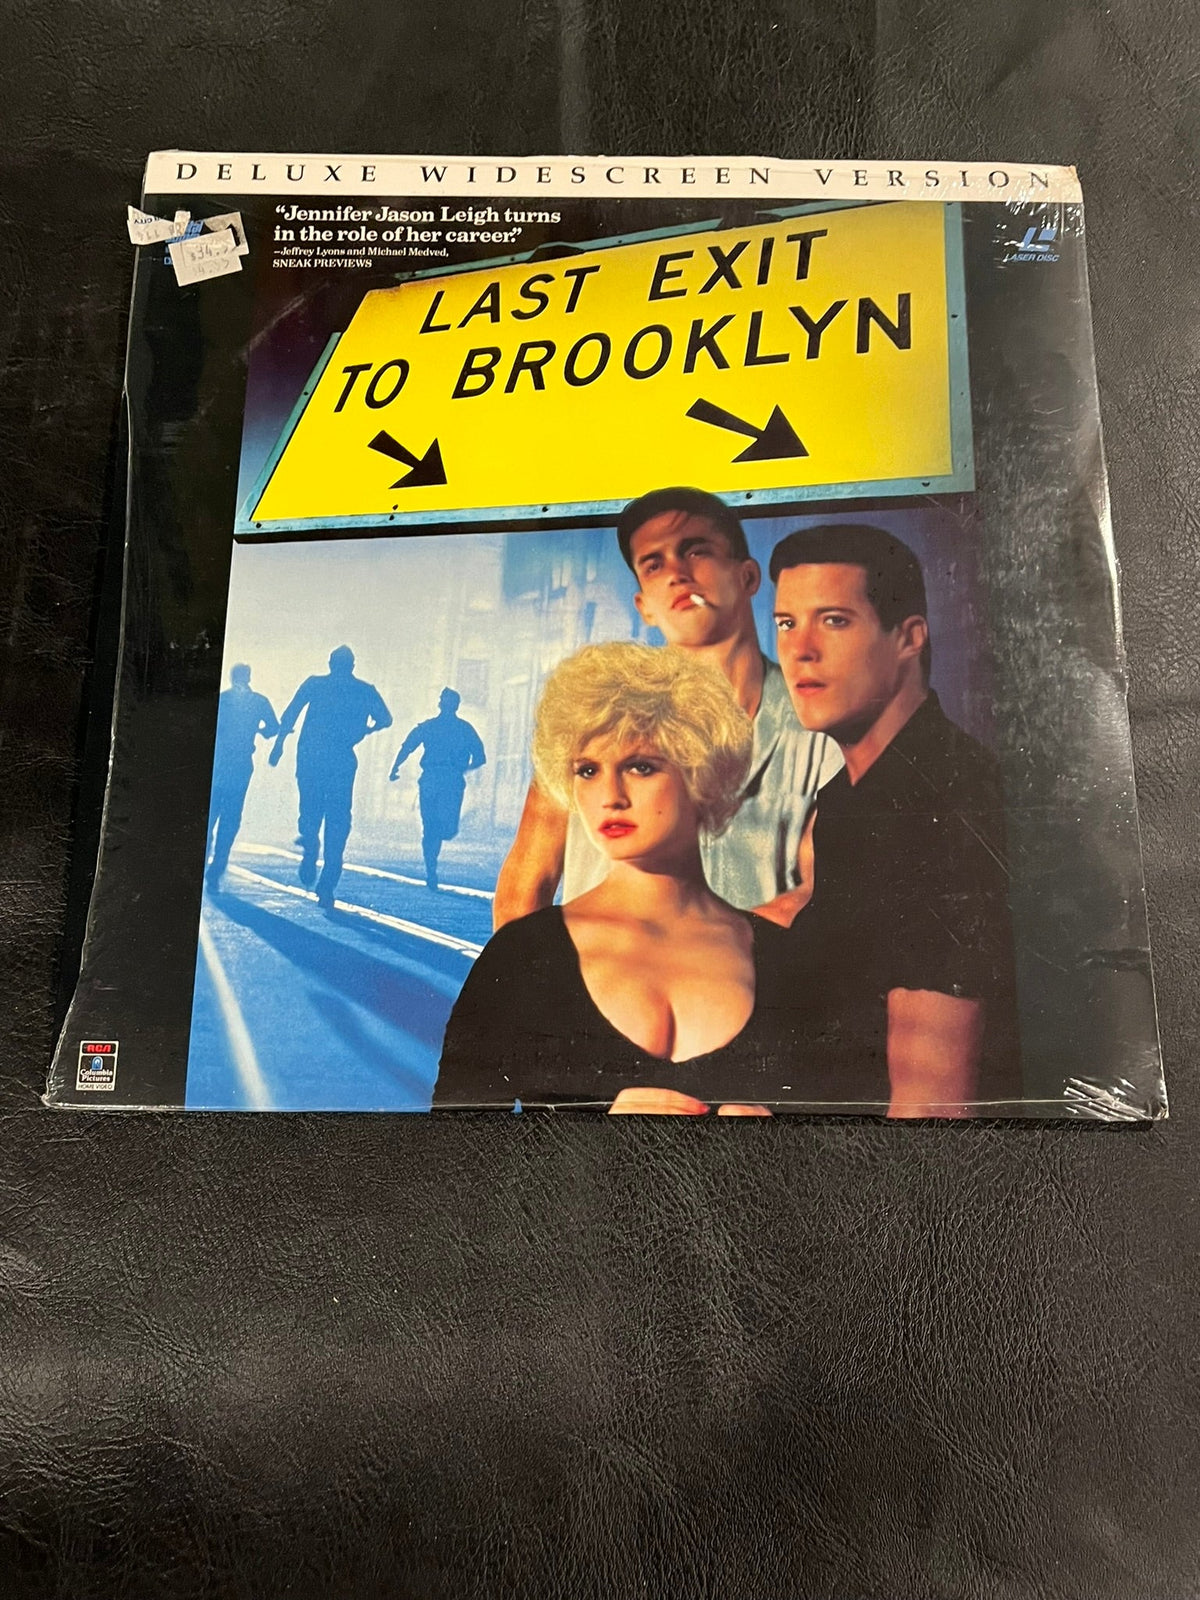 DELUXE WIDESCREEN VERSION
“Jennifer Jason Leigh turns
in the role of her career.”
—Jeffrey Lyons and Michael Medved,
SNEAK PREVIEWS
LASER DISC
LAST EXIT
TO BROOKLYN
RCA
Columbia
Pictures
HOME VIDEO